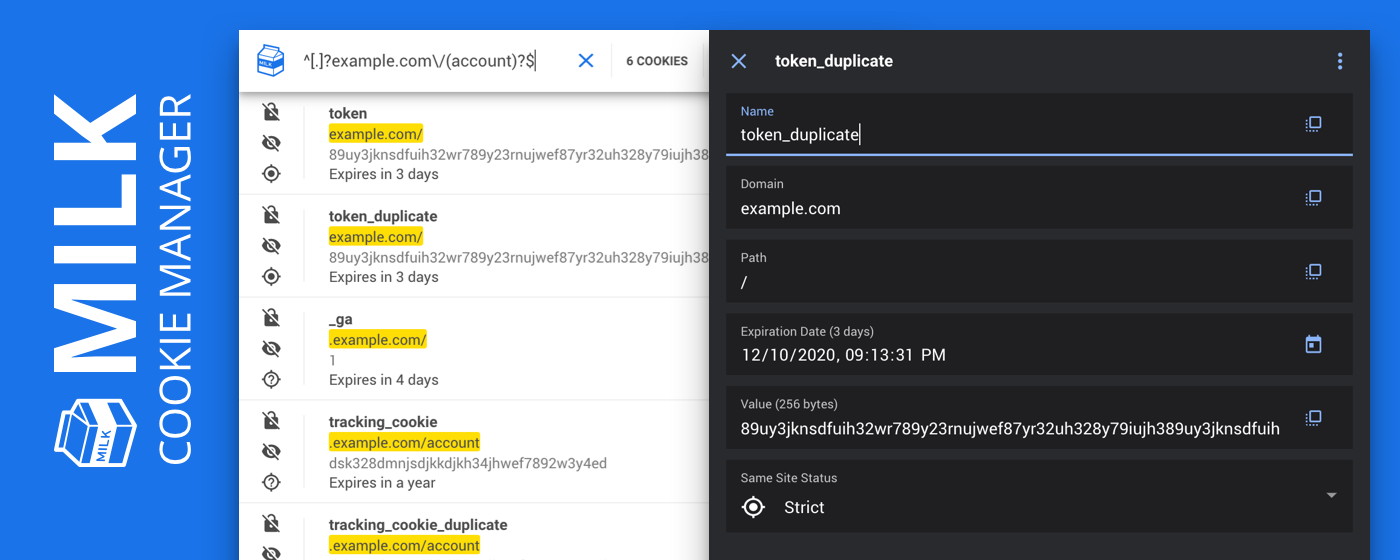 MILK
COOKIE MANAGER
MILK
MILK
^[.]?example.com\/(account)?$
6 COOKIES
token
example.com/
89uy3jknsdfuih32wr789y23rnujwef87yr32uh328y79iujh38
Expires in 3 days
token_duplicate
example.com/
89uy3jknsdfuih32wr789y23rnujwef87yr32uh328y79iujh38
Expires in 3 days
_ga
.example.com/
1
Expires in 4 days
tracking_cookie
.example.com/account
dsk328dmnjsdjkkdjkh34jhwef7892w3y4ed
Expires in a year
tracking_cookie_duplicate
.example.com/account
token_duplicate
Name
token_duplicate
Domain
example.com
Path
/
Expiration Date (3 days)
12/10/2020, 09:13:31 PM
Value (256 bytes)
89uy3jknsdfuih32wr789y23rnujwef87yr32uh328y79iujh389uy3jknsdfuih
Same Site Status
Strict